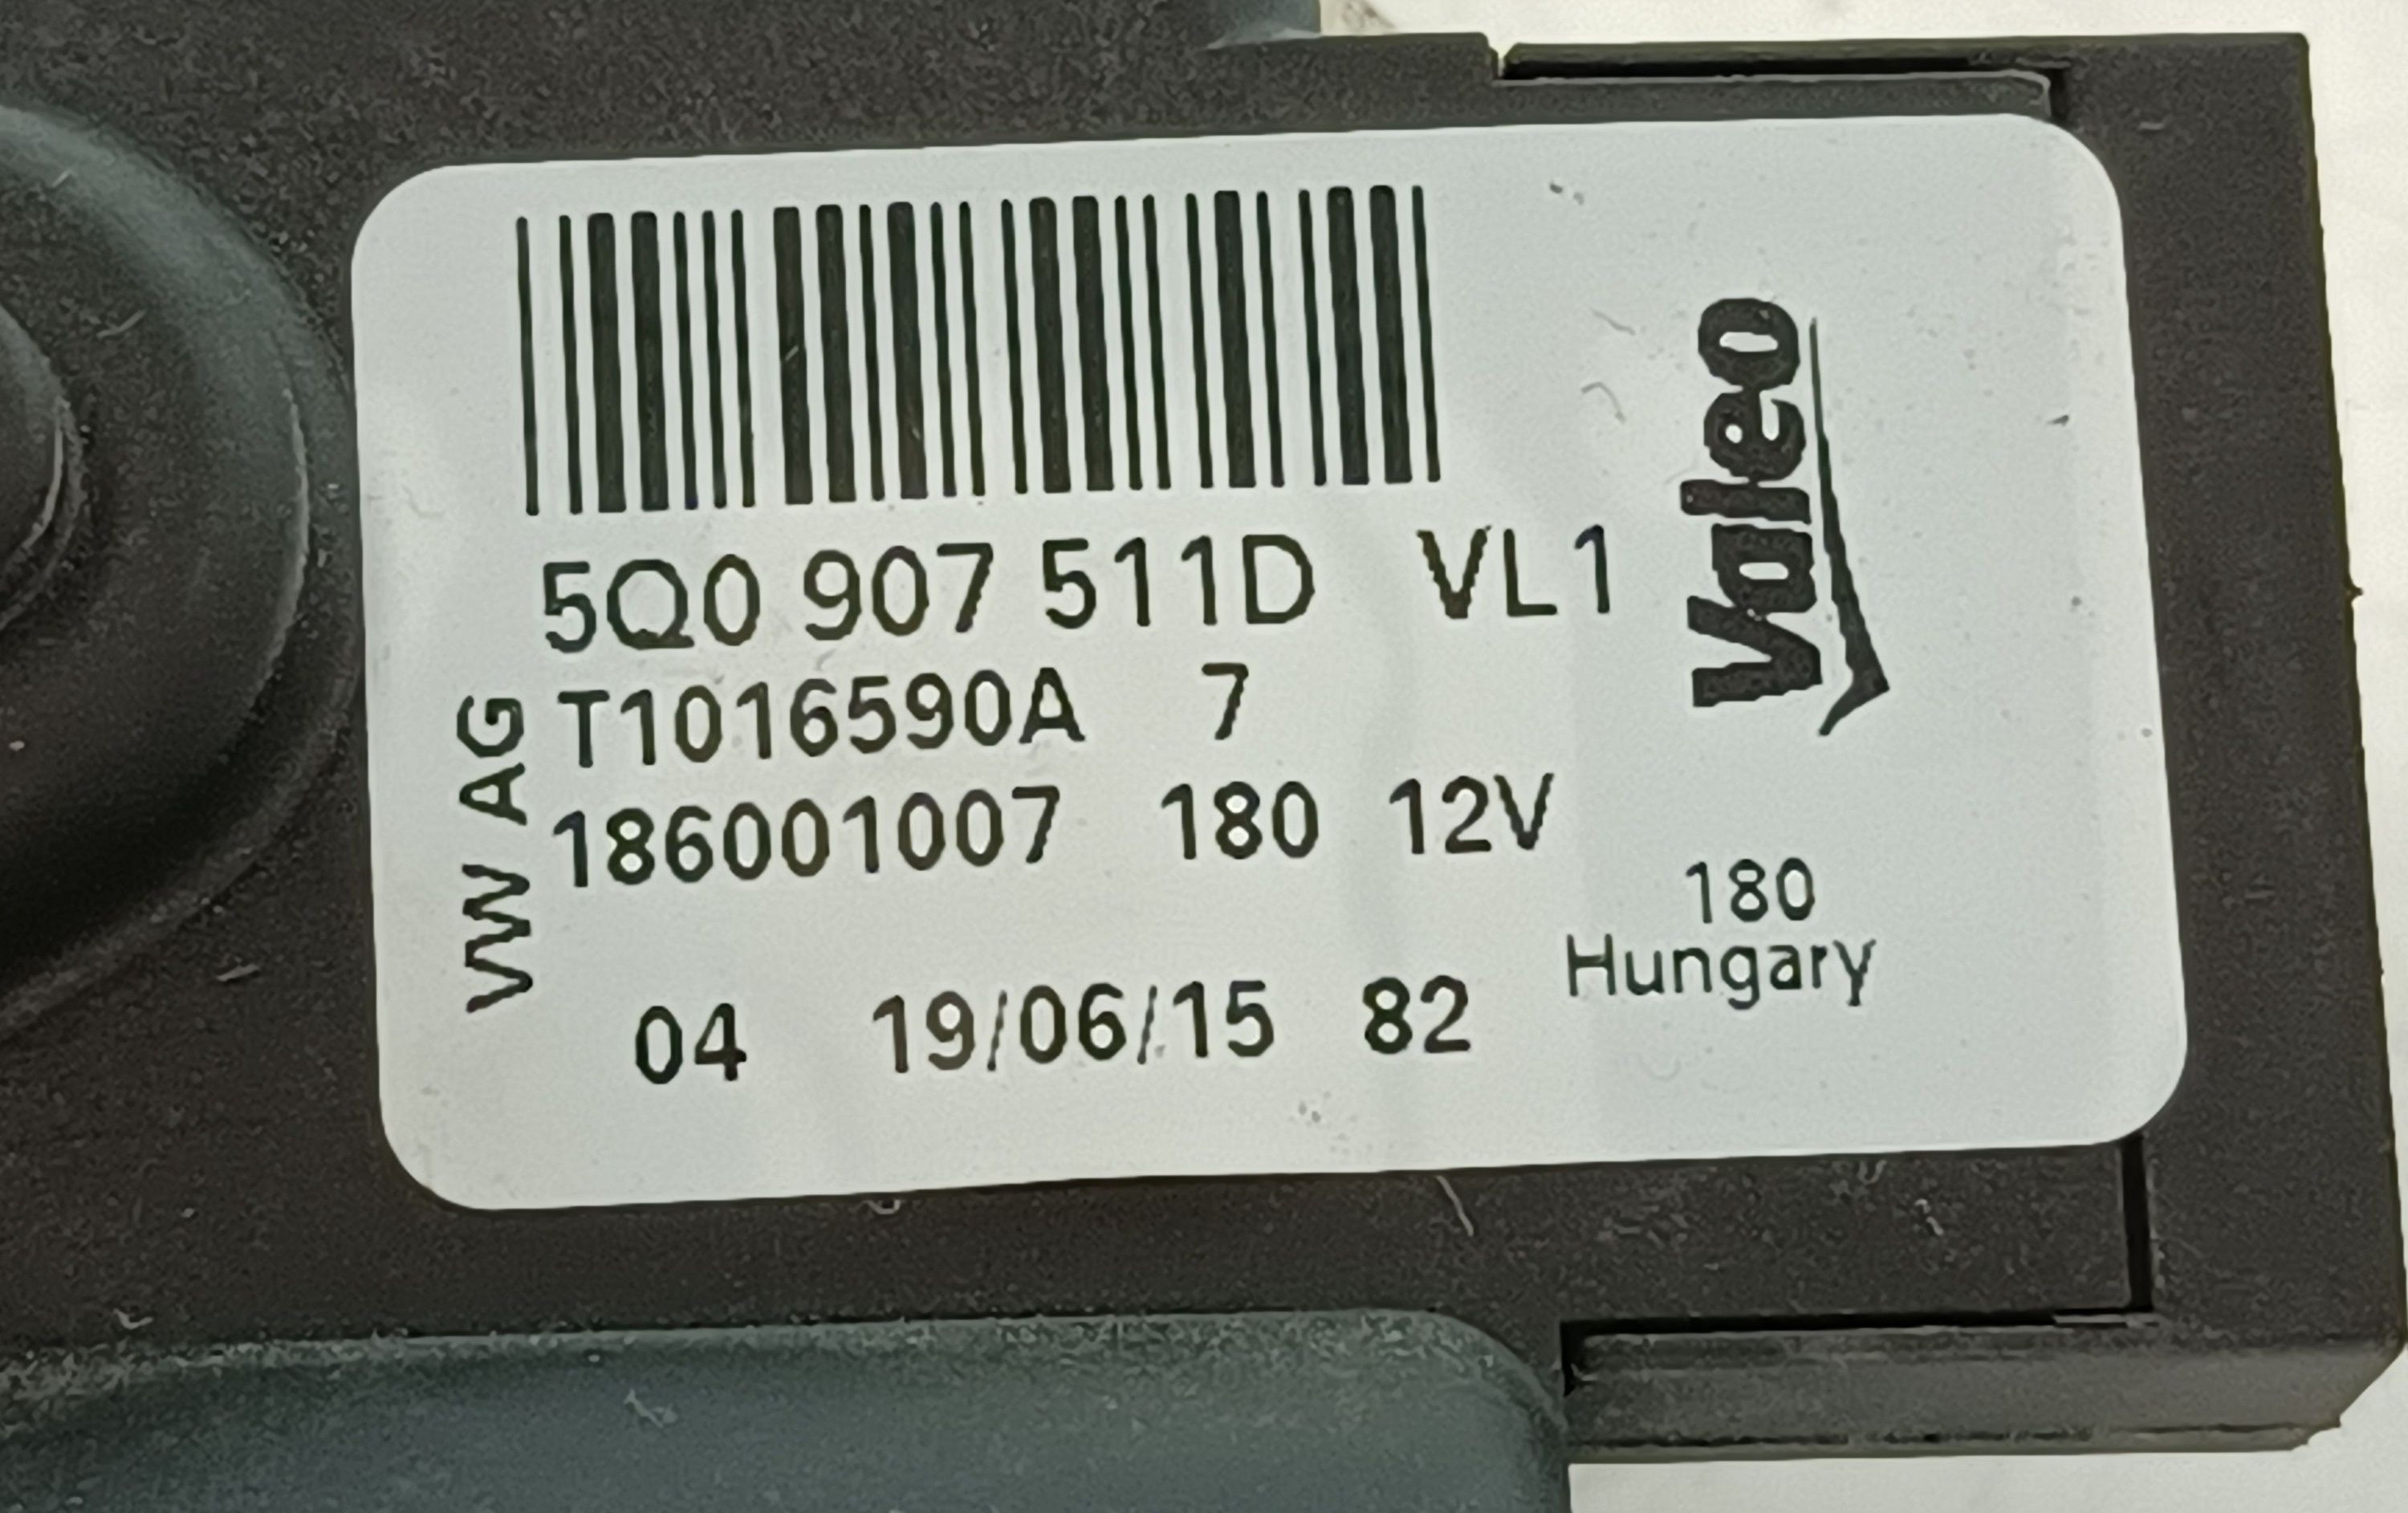 5Q0 907 511D VL1
T1016590A 7
186001007 180 12V
04 19/06/15 82
VW AG
Valeo
180
Hungary